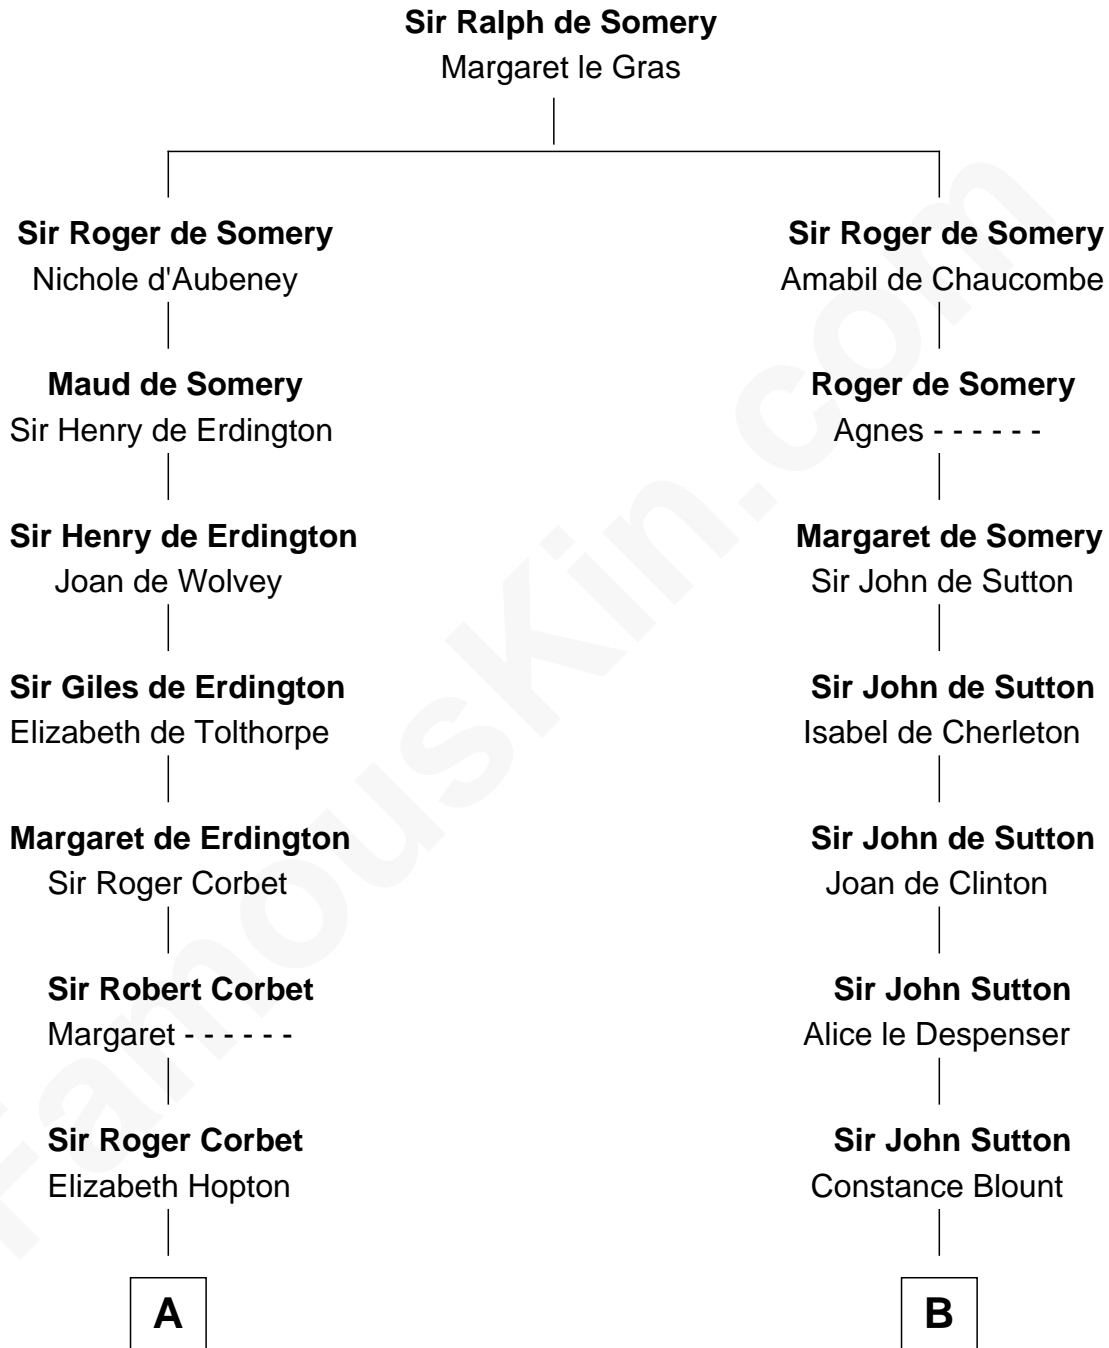 Sir Ralph de Somery
Margaret le Gras
Sir Roger de Somery
Nichole d'Aubeney
Sir Roger de Somery
Amabil de Chaucombe
Maud de Somery
Sir Henry de Erdington
Roger de Somery
Agnes - - - - - -
Sir Henry de Erdington
Joan de Wolvey
Margaret de Somery
Sir John de Sutton
Sir Giles de Erdington
Elizabeth de Tolthorpe
Sir John de Sutton
Isabel de Cherleton
Margaret de Erdington
Sir Roger Corbet
Sir John de Sutton
Joan de Clinton
Sir Robert Corbet
Margaret - - - - - -
Sir John Sutton
Alice le Despenser
Sir Roger Corbet
Elizabeth Hopton
Sir John Sutton
Constance Blount
A
B
FamousKin.com